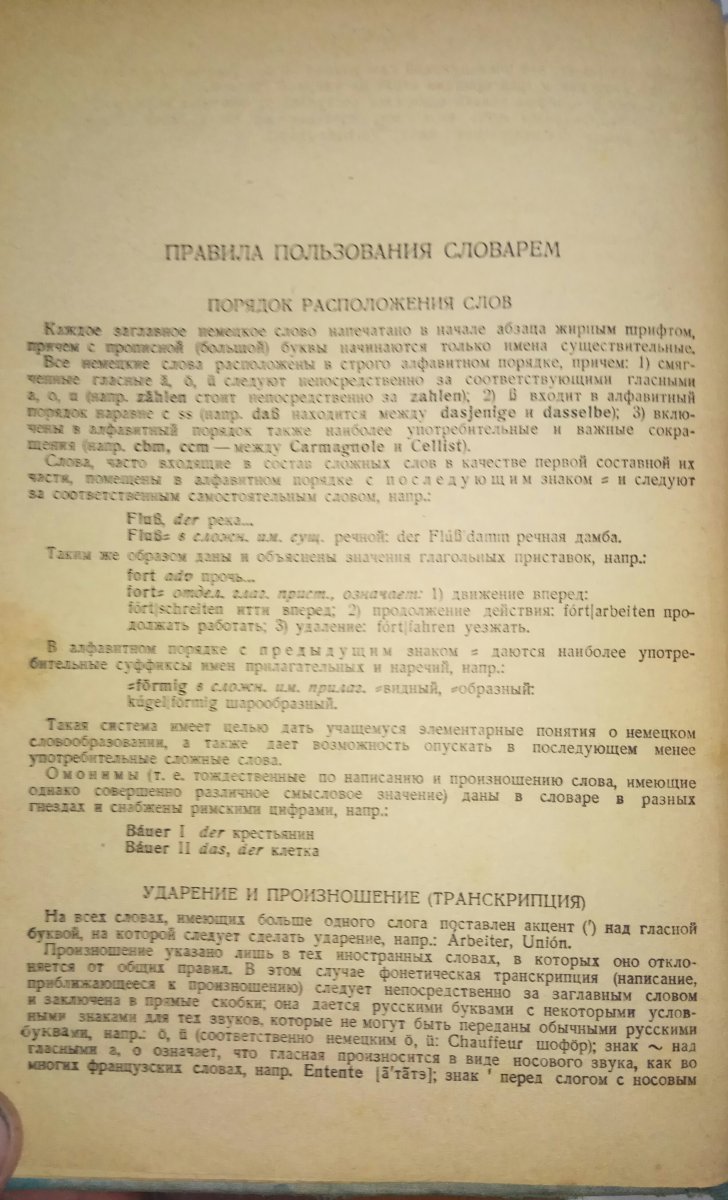 ПРАВИЛА ПОЛЬЗОВАНИЯ СЛОВАРЕМ
ПОРЯДОК РАСПОЛОЖЕНИЯ СЛОВ
Каждое заглавное немецкое слово напечатано в начале абзаца жирным шрифтом,
причем с прописной (большой) буквы начинаются только имена существительные.
Все немецкие слова расположены в строго алфавитном порядке, причем: 1) смяг-
ченные гласные ä, ö, ü следуют непосредственно за соответствующими гласными
a, o, u (напр. zählen стоит непосредственно за zahlen); 2) ß входит в алфавитный
порядок наравне с ss (напр. daß находится между dasjenige и dasselbe); 3) вклю-
чены в алфавитный порядок также наиболее употребительные и важные сокра-
щения (напр. cbm, ccm — между Carmagnole и Cellist).
Слова, часто входящие в состав сложных слов в качестве первой составной их
части, помещены в алфавитном порядке с последующим знаком = и следуют
за соответственным самостоятельным словом, напр.:
Fluß, der река...
Fluß= в сложн. им. сущ. речной: der Flúß damm речная дамба.
Таким же образом даны и объяснены значения глагольных приставок, напр.:
fort adv прочь...
fort= отдел. глаг. прист., означает: 1) движение вперед:
fórt|schreiten итти вперед; 2) продолжение действия: fórt|arbeiten про-
должать работать; 3) удаление: fórt|fahren уезжать.
В алфавитном порядке с предыдущим знаком = даются наиболее употре-
бительные суффиксы имен прилагательных и наречий, напр.:
=förmig в сложн. им. прилаг. =видный, =образный:
kúgel|förmig шарообразный.
Такая система имеет целью дать учащемуся элементарные понятия о немецком
словообразовании, а также дает возможность опускать в последующем менее
употребительные сложные слова.
Омонимы (т. е. тождественные по написанию и произношению слова, имеющие
однако совершенно различное смысловое значение) даны в словаре в разных
гнездах и снабжены римскими цифрами, напр.:
Báuer I der крестьянин
Báuer II das, der клетка
УДАРЕНИЕ И ПРОИЗНОШЕНИЕ (ТРАНСКРИПЦИЯ)
На всех словах, имеющих больше одного слога поставлен акцент (') над гласной
буквой, на которой следует сделать ударение, напр.: Árbeiter, Unión.
Произношение указано лишь в тех иностранных словах, в которых оно откло-
няется от общих правил. В этом случае фонетическая транскрипция (написание,
приближающееся к произношению) следует непосредственно за заглавным словом
и заключена в прямые скобки; она дается русскими буквами с некоторыми услов-
ными знаками для тех звуков, которые не могут быть переданы обычными русскими
буквами, напр.: ö, ü (соответственно немецким ö, ü: Chauffeur шофöр); знак ~ над
гласными а, о означает, что гласная произносится в виде носового звука, как во
многих французских словах, напр. Entente [ã'тãтэ]; знак ' перед слогом с носовым